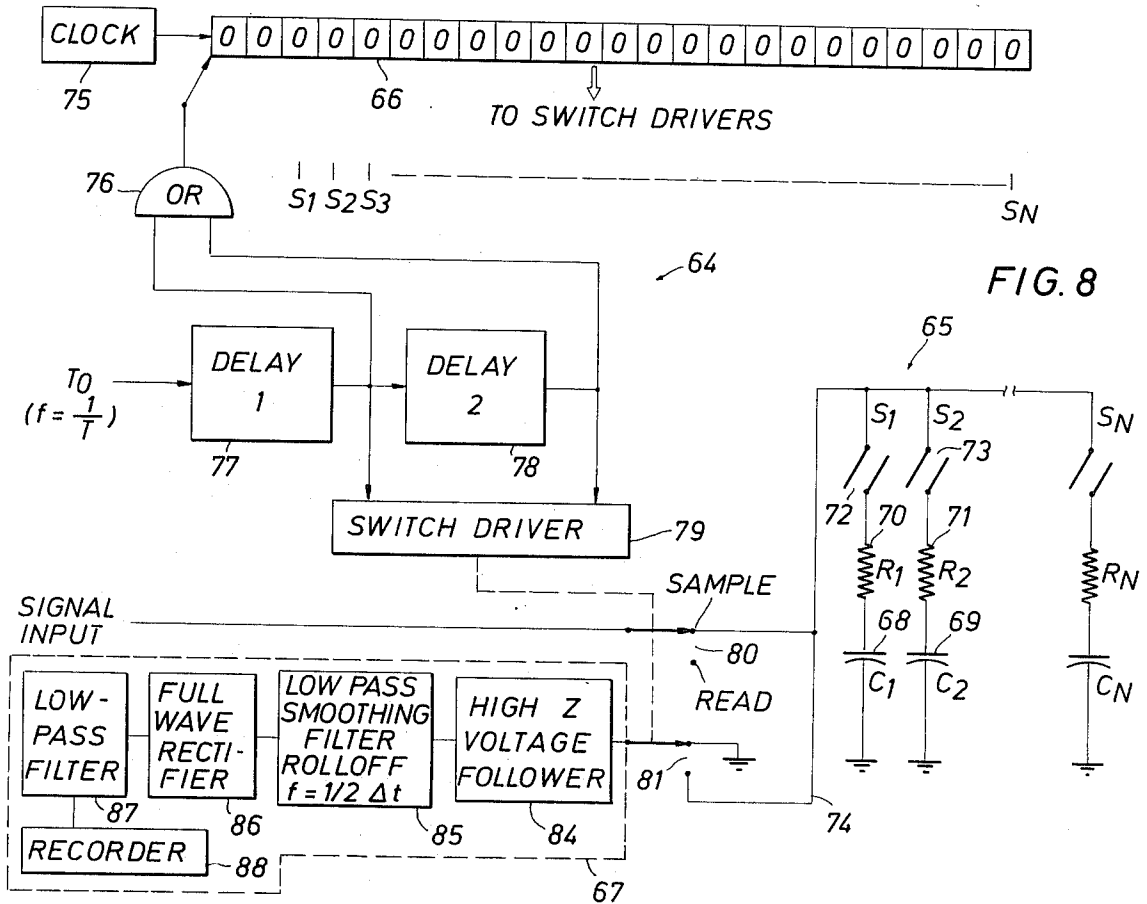 CLOCK
0 0 0 0 0 0 0 0 0 0 0 0 0 0 0 0 0 0 0 0 0 0 0
75
66
TO SWITCH DRIVERS
76
OR
S1 S2 S3
SN
64
FIG. 8
65
T0
(f = 1/T)
DELAY
1
77
DELAY
2
78
SWITCH DRIVER
79
S1
S2
SN
72
73
70
71
R1
R2
RN
68
69
C1
C2
CN
SIGNAL
INPUT
SAMPLE
80
READ
81
74
LOW-
PASS
FILTER
87
FULL
WAVE
RECTI-
FIER
86
LOW PASS
SMOOTHING
FILTER
ROLLOFF
f = 1/2 Δt
85
HIGH Z
VOLTAGE
FOLLOWER
84
RECORDER
88
67